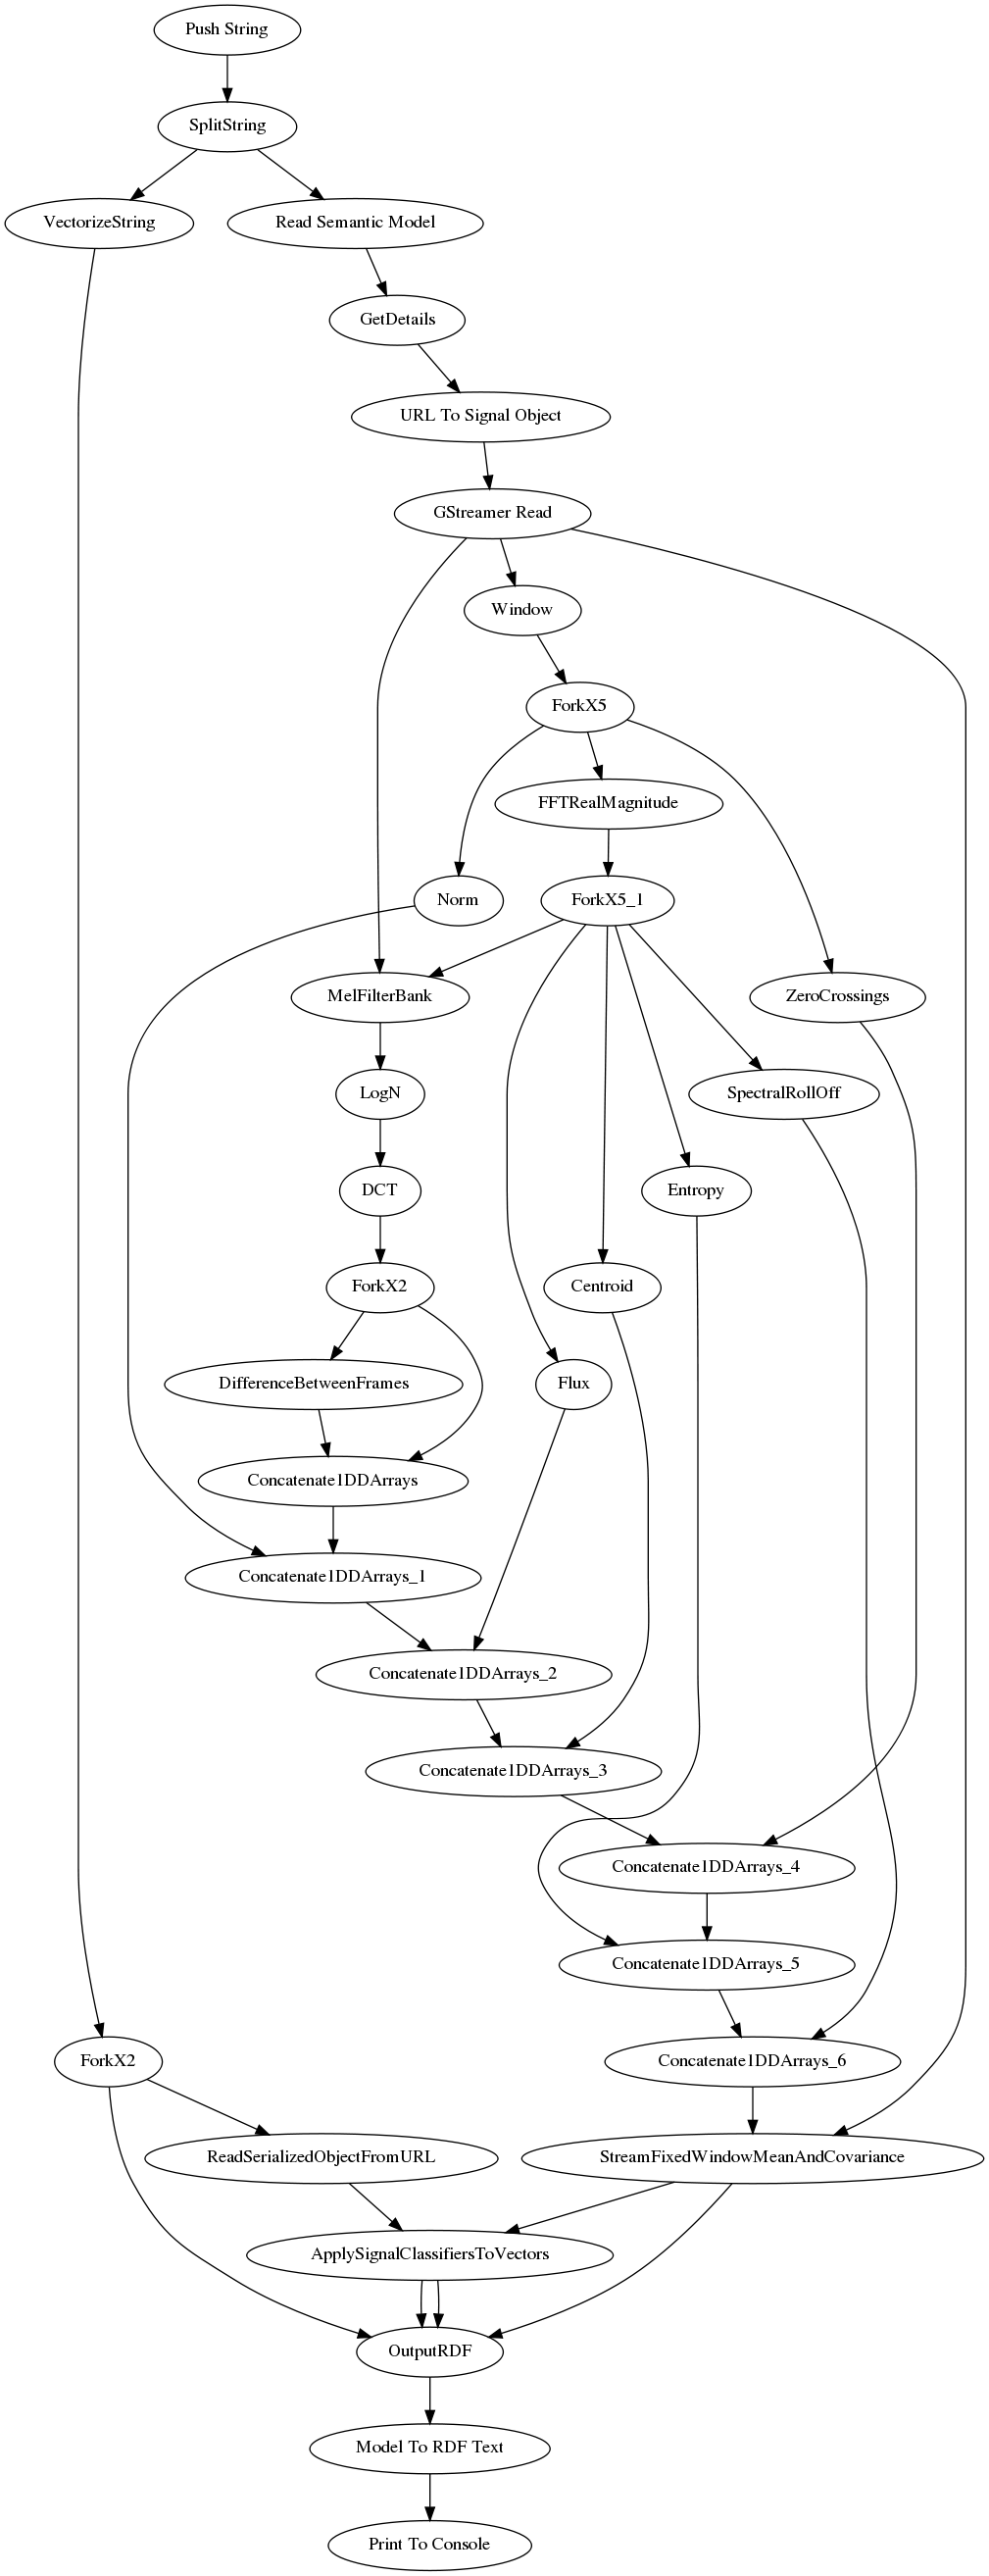 Push String
SplitString
VectorizeString
Read Semantic Model
GetDetails
URL To Signal Object
GStreamer Read
Window
ForkX5
FFTRealMagnitude
Norm
ForkX5_1
MelFilterBank
ZeroCrossings
LogN
SpectralRollOff
DCT
Entropy
ForkX2
Centroid
DifferenceBetweenFrames
Flux
Concatenate1DDArrays
Concatenate1DDArrays_1
Concatenate1DDArrays_2
Concatenate1DDArrays_3
Concatenate1DDArrays_4
Concatenate1DDArrays_5
ForkX2
Concatenate1DDArrays_6
ReadSerializedObjectFromURL
StreamFixedWindowMeanAndCovariance
ApplySignalClassifiersToVectors
OutputRDF
Model To RDF Text
Print To Console